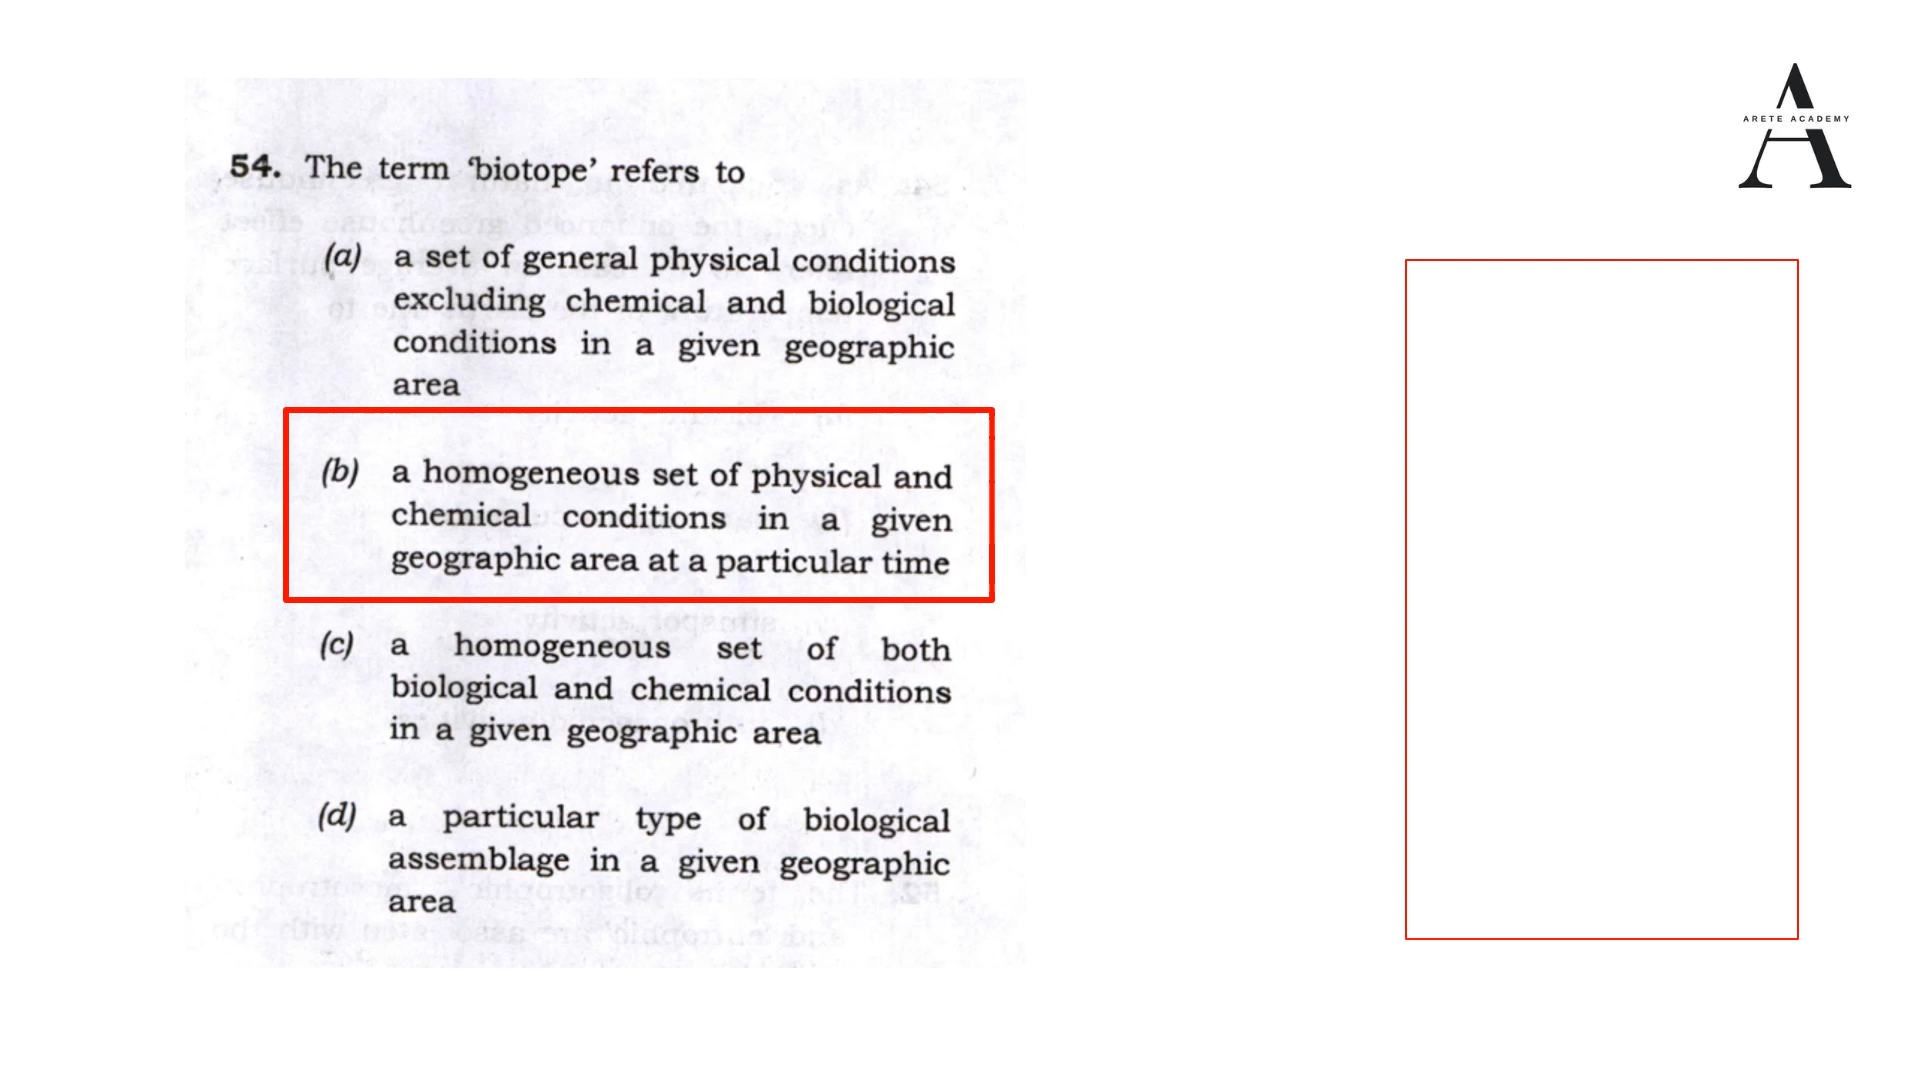 54. The term ‘biotope’ refers to
(a) a set of general physical conditions
excluding chemical and biological
conditions in a given geographic
area
(b) a homogeneous set of physical and
chemical conditions in a given
geographic area at a particular time
(c) a homogeneous set of both
biological and chemical conditions
in a given geographic area
(d) a particular type of biological
assemblage in a given geographic
area
ARETE ACADEMY